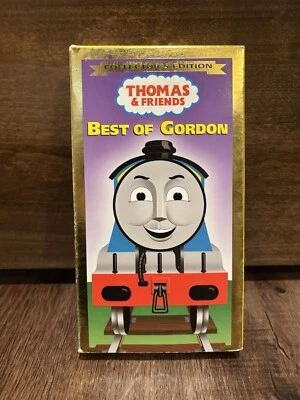 COLLECTOR'S EDITION
THOMAS
& FRIENDS
BEST OF GORDON